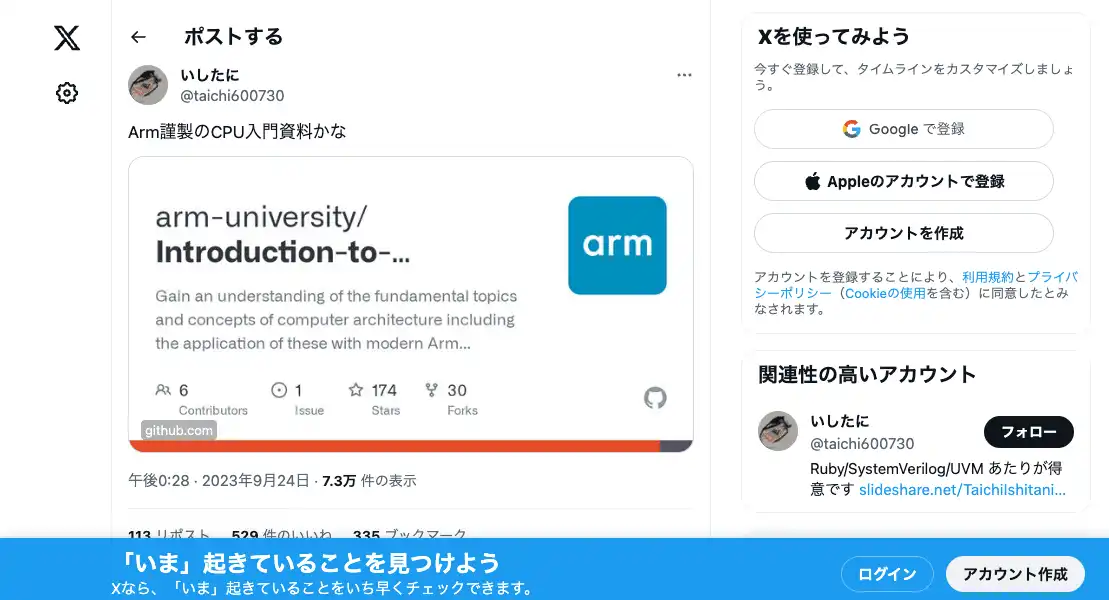 ポストする
いしたに
@taichi600730
Arm謹製のCPU入門資料かな
arm-university/
Introduction-to-...
Gain an understanding of the fundamental topics
and concepts of computer architecture including
the application of these with modern Arm...
arm
6
Contributors
1
Issue
174
Stars
30
Forks
github.com
午後0:28 · 2023年9月24日 · 7.3万 件の表示
113 リポスト 529 件のいいね 335 ブックマーク
Xを使ってみよう
今すぐ登録して、タイムラインをカスタマイズしましょ
う。
Google で登録
Appleのアカウントで登録
アカウントを作成
アカウントを登録することにより、利用規約とプライバ
シーポリシー（Cookieの使用を含む）に同意したとみ
なされます。
関連性の高いアカウント
いしたに
@taichi600730
フォロー
Ruby/SystemVerilog/UVM あたりが得
意です slideshare.net/TaichiIshitani...
「いま」起きていることを見つけよう
Xなら、「いま」起きていることをいち早くチェックできます。
ログイン
アカウント作成